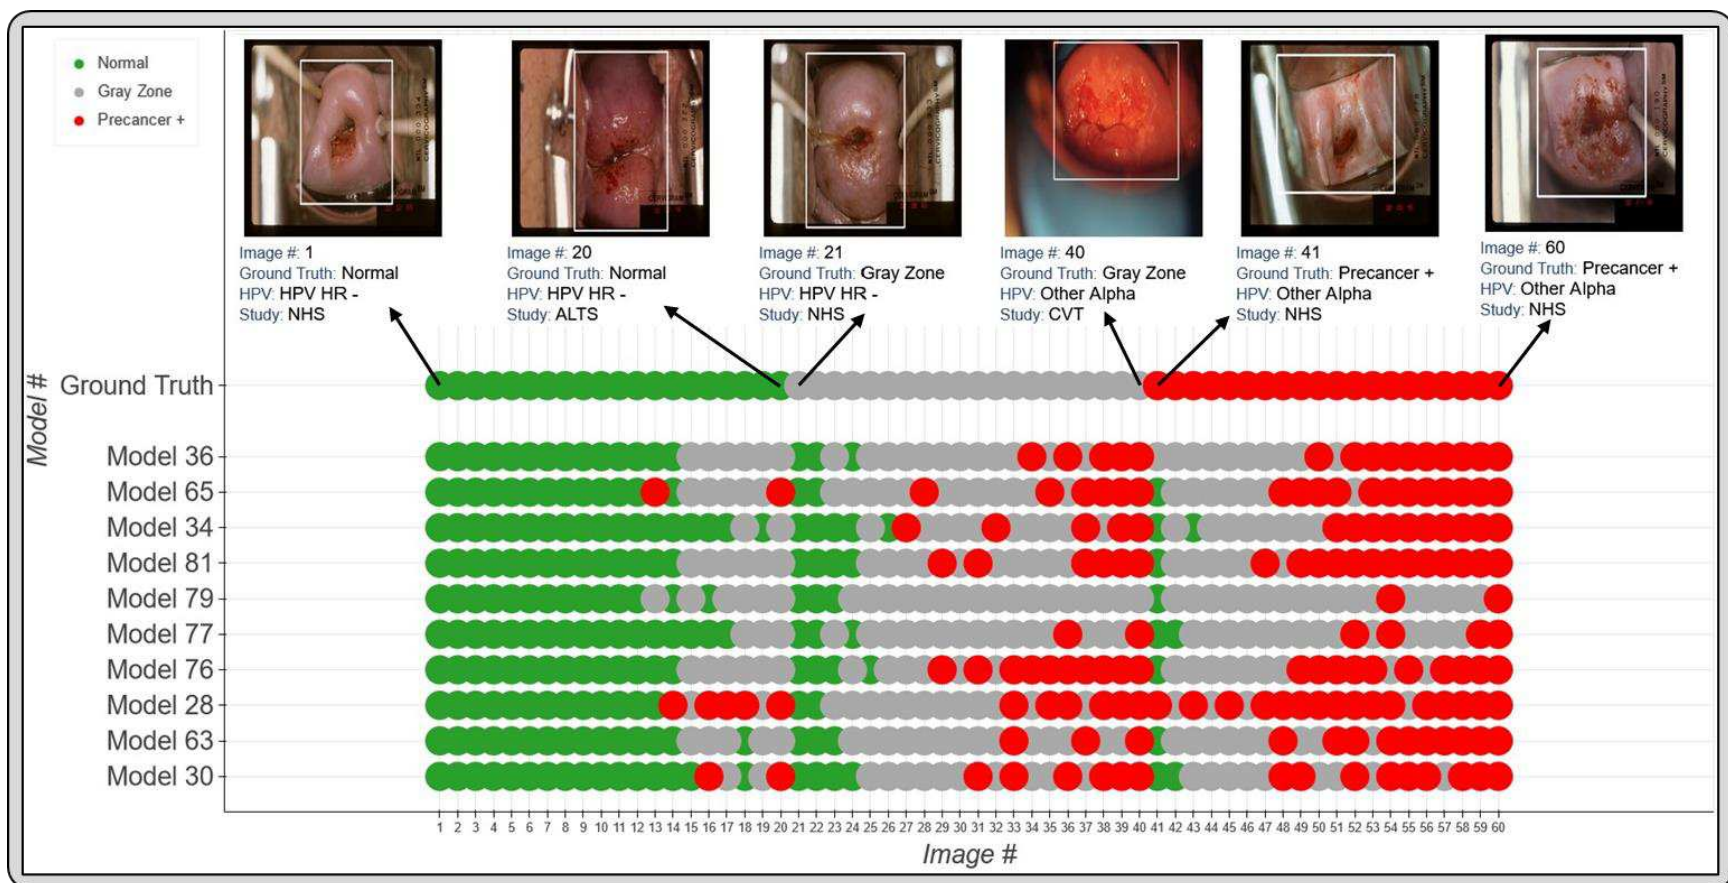 Normal
Gray Zone
Precancer +
Image #: 1
Ground Truth: Normal
HPV: HPV HR -
Study: NHS
Image #: 20
Ground Truth: Normal
HPV: HPV HR -
Study: ALTS
Image #: 21
Ground Truth: Gray Zone
HPV: HPV HR -
Study: NHS
Image #: 40
Ground Truth: Gray Zone
HPV: Other Alpha
Study: CVT
Image #: 41
Ground Truth: Precancer +
HPV: Other Alpha
Study: NHS
Image #: 60
Ground Truth: Precancer +
HPV: Other Alpha
Study: NHS
Model #
Ground Truth
Model 36
Model 65
Model 34
Model 81
Model 79
Model 77
Model 76
Model 28
Model 63
Model 30
1 2 3 4 5 6 7 8 9 10 11 12 13 14 15 16 17 18 19 20 21 22 23 24 25 26 27 28 29 30 31 32 33 34 35 36 37 38 39 40 41 42 43 44 45 46 47 48 49 50 51 52 53 54 55 56 57 58 59 60
Image #